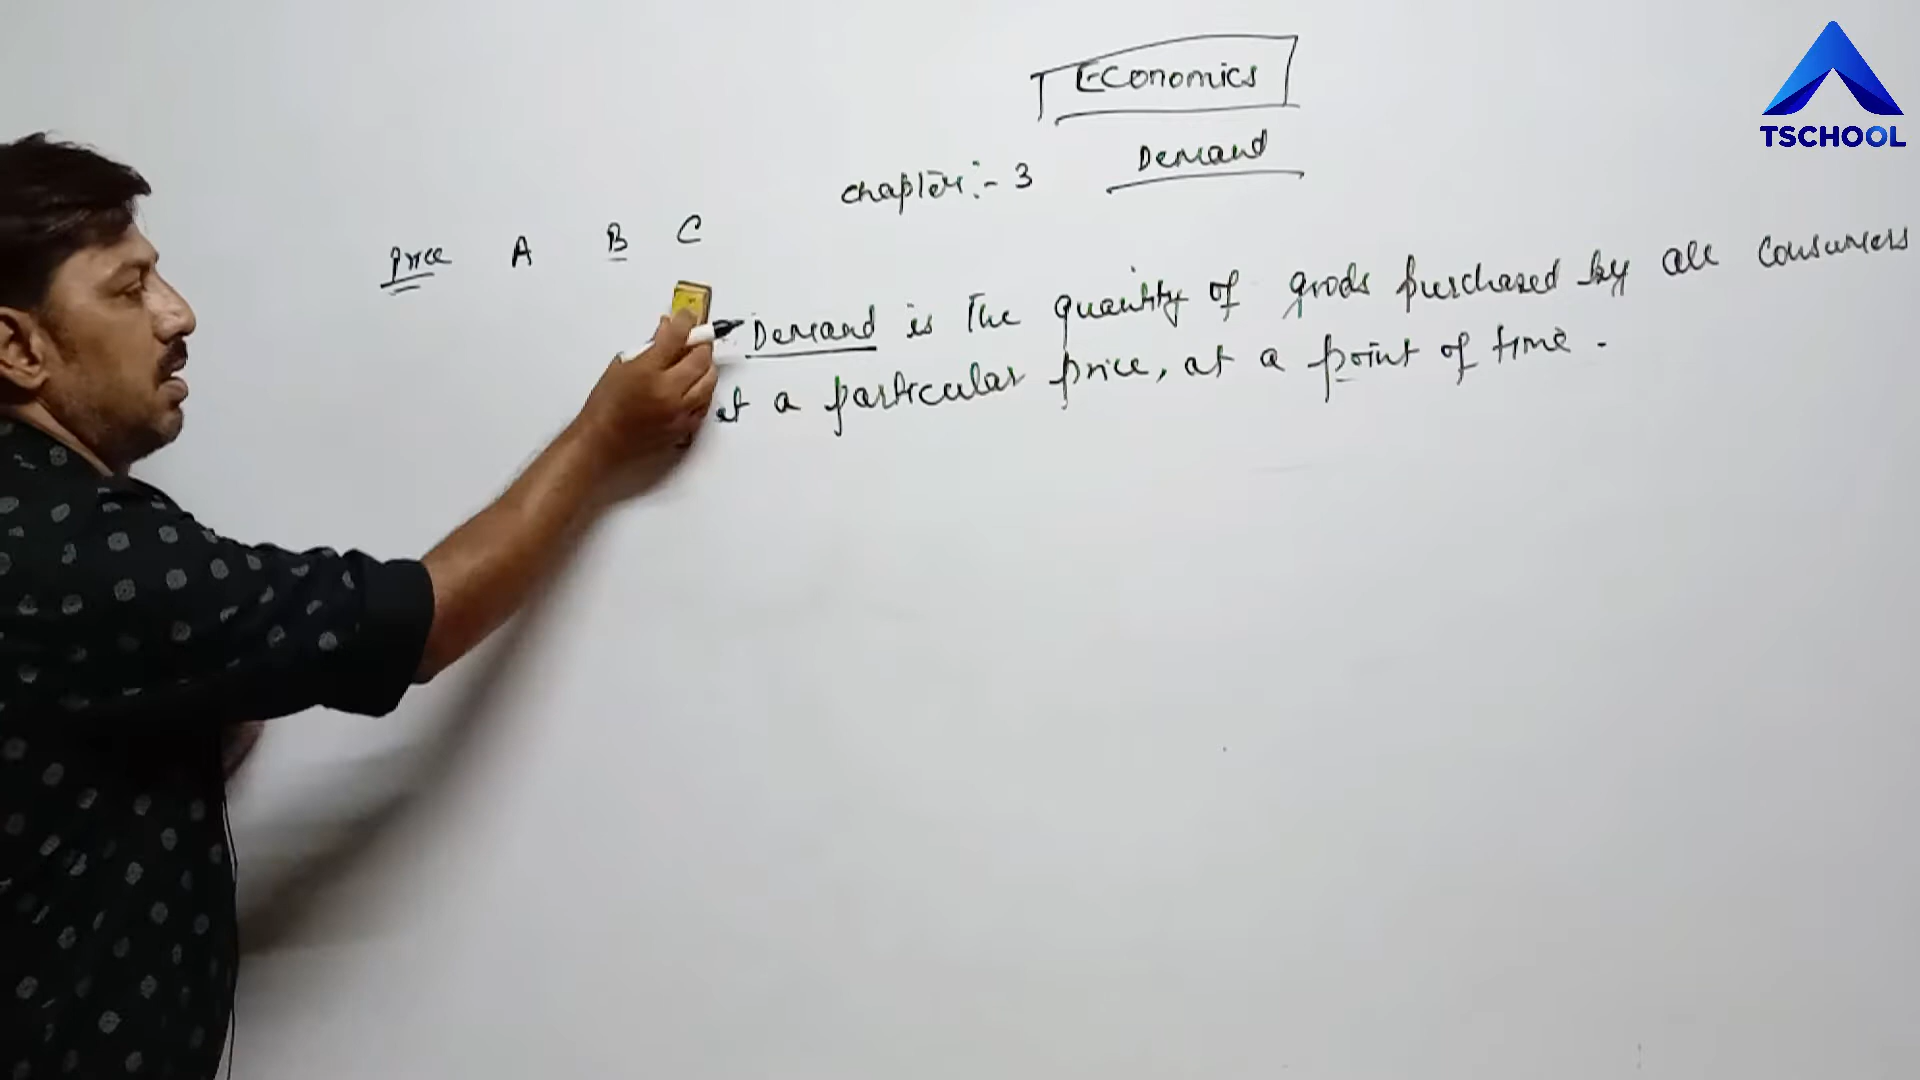 Economics
TSCHOOL
chapter:- 3 Demand
Price A B C
Demand is The quantity of goods purchased by all consumers
at a particular price, at a point of time.